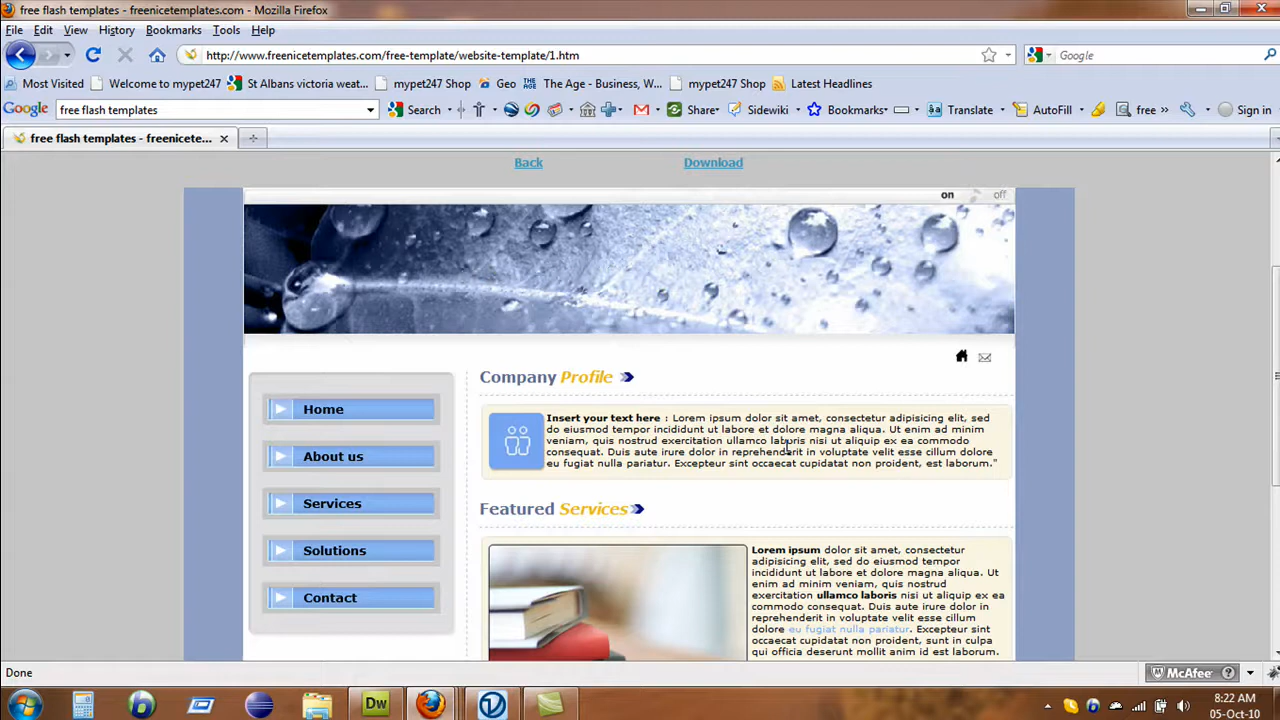 free flash templates - freenicetemplates.com - Mozilla Firefox
File Edit View History Bookmarks Tools Help
http://www.freenicetemplates.com/free-template/website-template/1.htm
Google
Most Visited Welcome to mypet247 St Albans victoria weat... mypet247 Shop Geo THE AGE The Age - Business, W... mypet247 Shop Latest Headlines
Google free flash templates Search Share Sidewiki Bookmarks Translate AutoFill free » Sign in
free flash templates - freenicete...
Back Download
on off
Company Profile
Home
Insert your text here : Lorem ipsum dolor sit amet, consectetur adipisicing elit, sed
do eiusmod tempor incididunt ut labore et dolore magna aliqua. Ut enim ad minim
veniam, quis nostrud exercitation ullamco laboris nisi ut aliquip ex ea commodo
consequat. Duis aute irure dolor in reprehenderit in voluptate velit esse cillum dolore
eu fugiat nulla pariatur. Excepteur sint occaecat cupidatat non proident, est laborum."
About us
Services
Featured Services
Solutions
Contact
Lorem ipsum dolor sit amet, consectetur
adipisicing elit, sed do eiusmod tempor
incididunt ut labore et dolore magna aliqua. Ut
enim ad minim veniam, quis nostrud
exercitation ullamco laboris nisi ut aliquip ex ea
commodo consequat. Duis aute irure dolor in
reprehenderit in voluptate velit esse cillum
dolore eu fugiat nulla pariatur. Excepteur sint
occaecat cupidatat non proident, sunt in culpa
qui officia deserunt mollit anim id est laborum.
Done
McAfee
Dw
8:22 AM
05-Oct-10